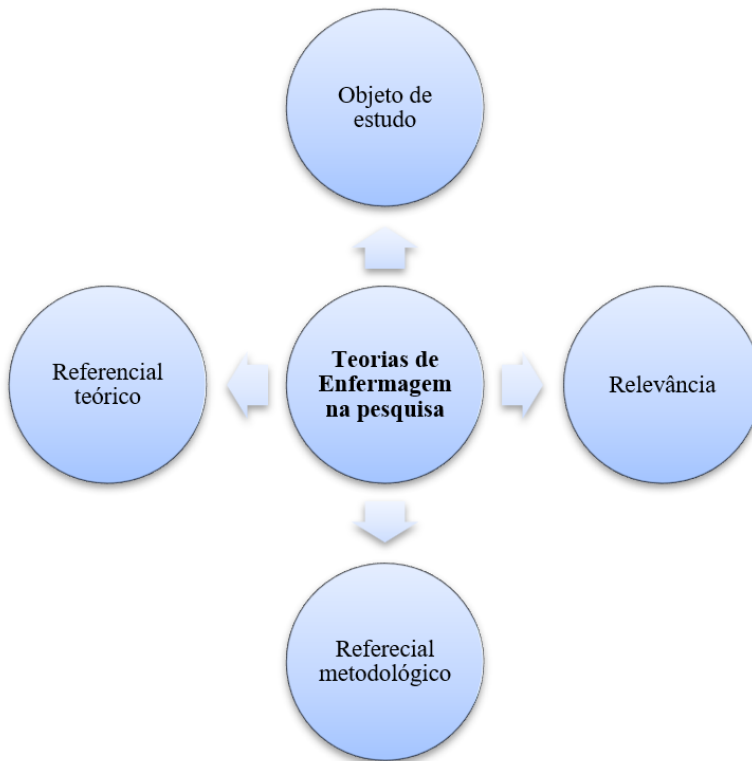 Objeto de
estudo
Referencial
teórico
Teorias de
Enfermagem
na pesquisa
Relevância
Referecial
metodológico